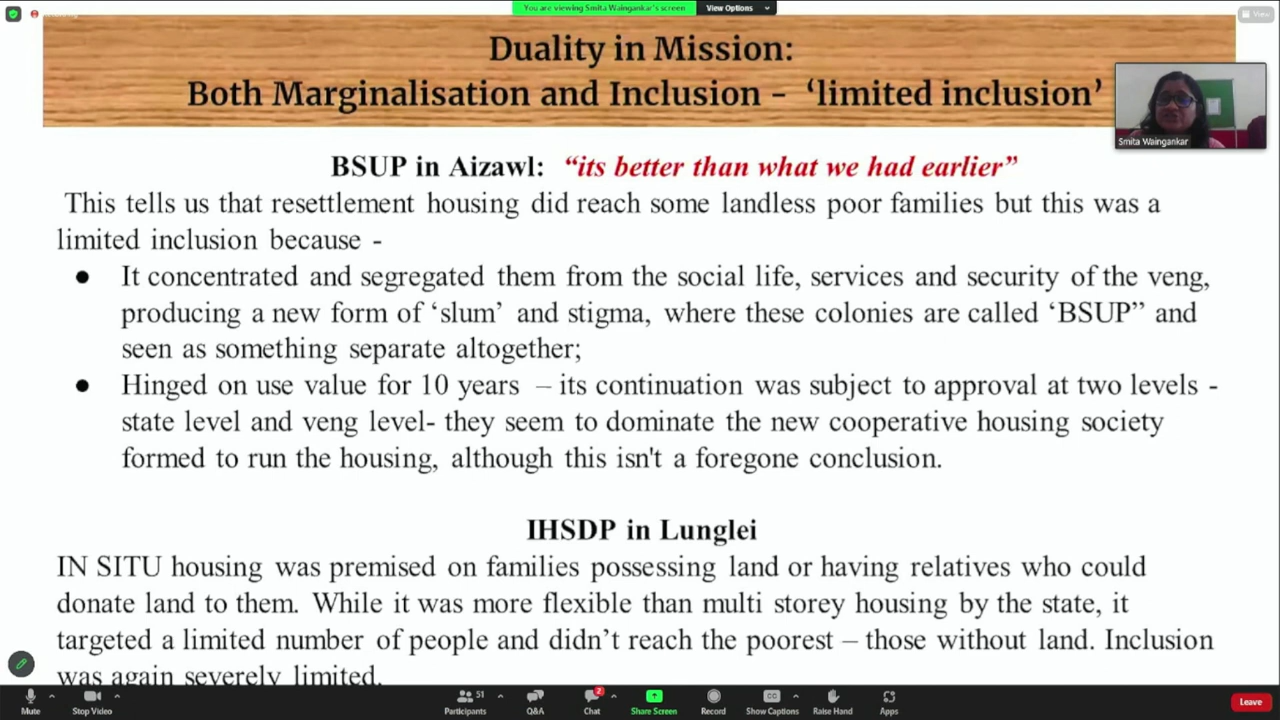 You are viewing Smita Waingankar's screen
View Options
View
Duality in Mission:
Both Marginalisation and Inclusion - ‘limited inclusion’
Smita Waingankar
BSUP in Aizawl: “its better than what we had earlier”
This tells us that resettlement housing did reach some landless poor families but this was a
limited inclusion because -
● It concentrated and segregated them from the social life, services and security of the veng,
producing a new form of ‘slum’ and stigma, where these colonies are called ‘BSUP” and
seen as something separate altogether;
● Hinged on use value for 10 years – its continuation was subject to approval at two levels -
state level and veng level- they seem to dominate the new cooperative housing society
formed to run the housing, although this isn't a foregone conclusion.
IHSDP in Lunglei
IN SITU housing was premised on families possessing land or having relatives who could
donate land to them. While it was more flexible than multi storey housing by the state, it
targeted a limited number of people and didn’t reach the poorest – those without land. Inclusion
was again severely limited.
Mute
Stop Video
Participants
51
Q&A
Chat
2
Share Screen
Record
CC
Show Captions
Raise Hand
Apps
Leave